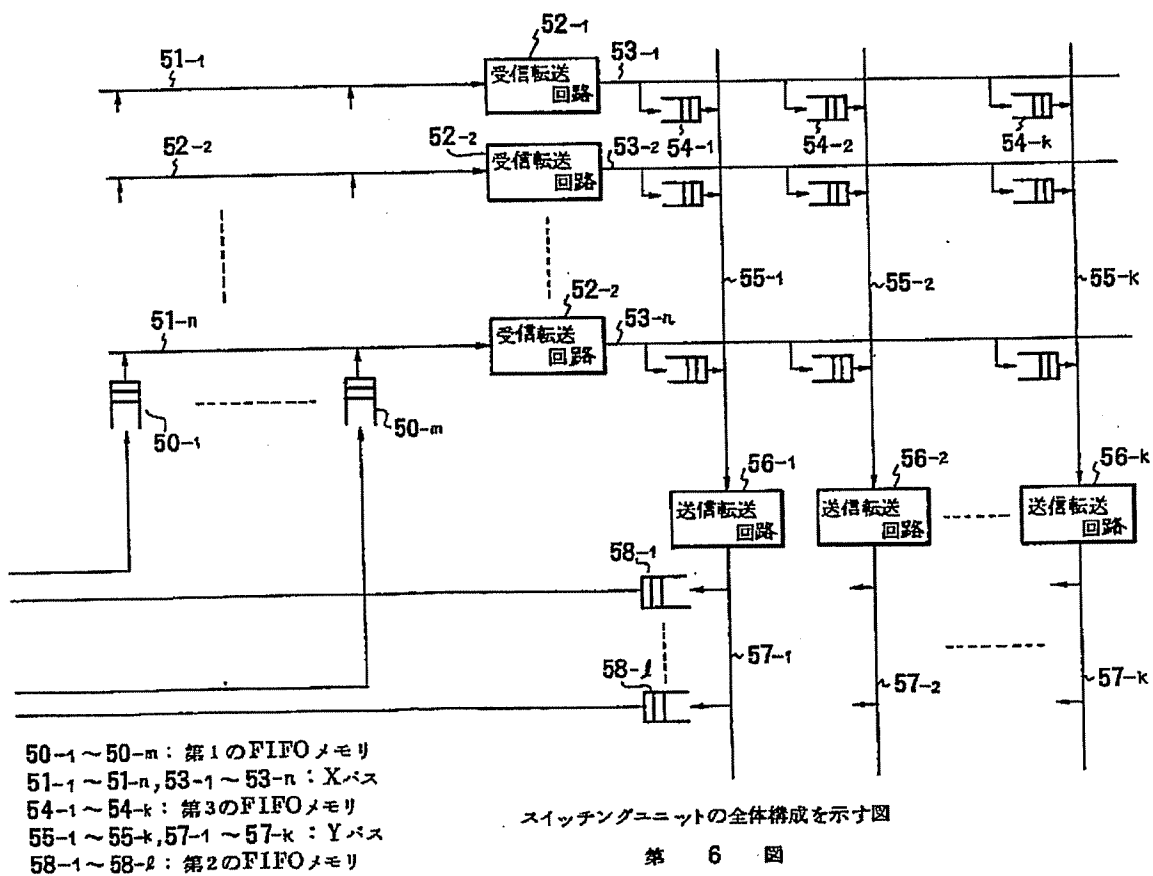 52-1
51-1
受信転送
回路
53-1
54-1
54-2
54-k
52-2
52-2
受信転送
回路
53-2
55-1
55-2
55-k
51-n
52-2
受信転送
回路
53-n
50-1
50-m
56-1
送信転送
回路
56-2
送信転送
回路
56-k
送信転送
回路
58-1
57-1
57-2
57-k
58-l
50-1～50-m：第1のFIFOメモリ
51-1～51-n,53-1～53-n：Xバス
54-1～54-k：第3のFIFOメモリ
55-1～55-k,57-1～57-k：Yバス
58-1～58-l：第2のFIFOメモリ
スイッチングユニットの全体構成を示す図
第 6 図